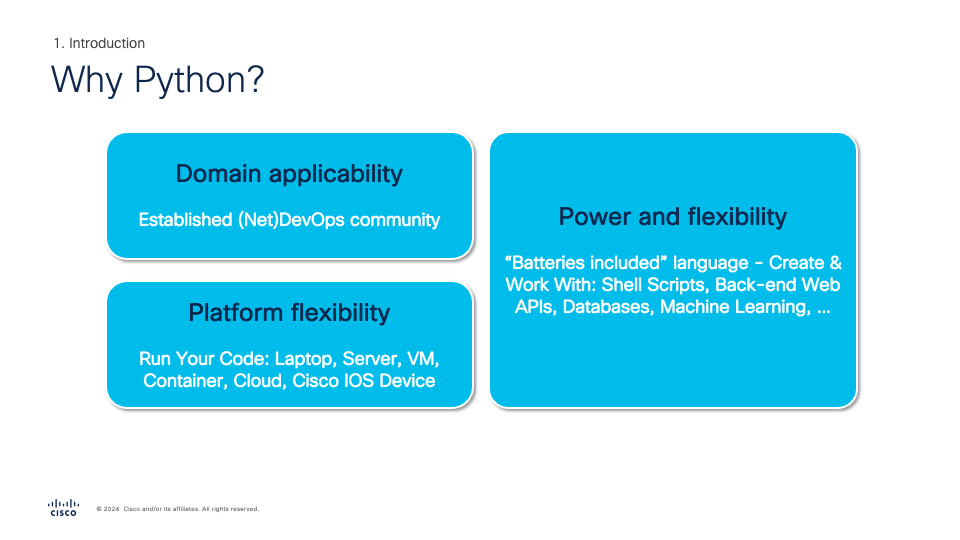 1. Introduction
Why Python?
Domain applicability
Established (Net)DevOps community
Platform flexibility
Run Your Code: Laptop, Server, VM,
Container, Cloud, Cisco IOS Device
Power and flexibility
“Batteries included” language - Create &
Work With: Shell Scripts, Back-end Web
APIs, Databases, Machine Learning, ...
CISCO
© 2024 Cisco and/or its affiliates. All rights reserved.